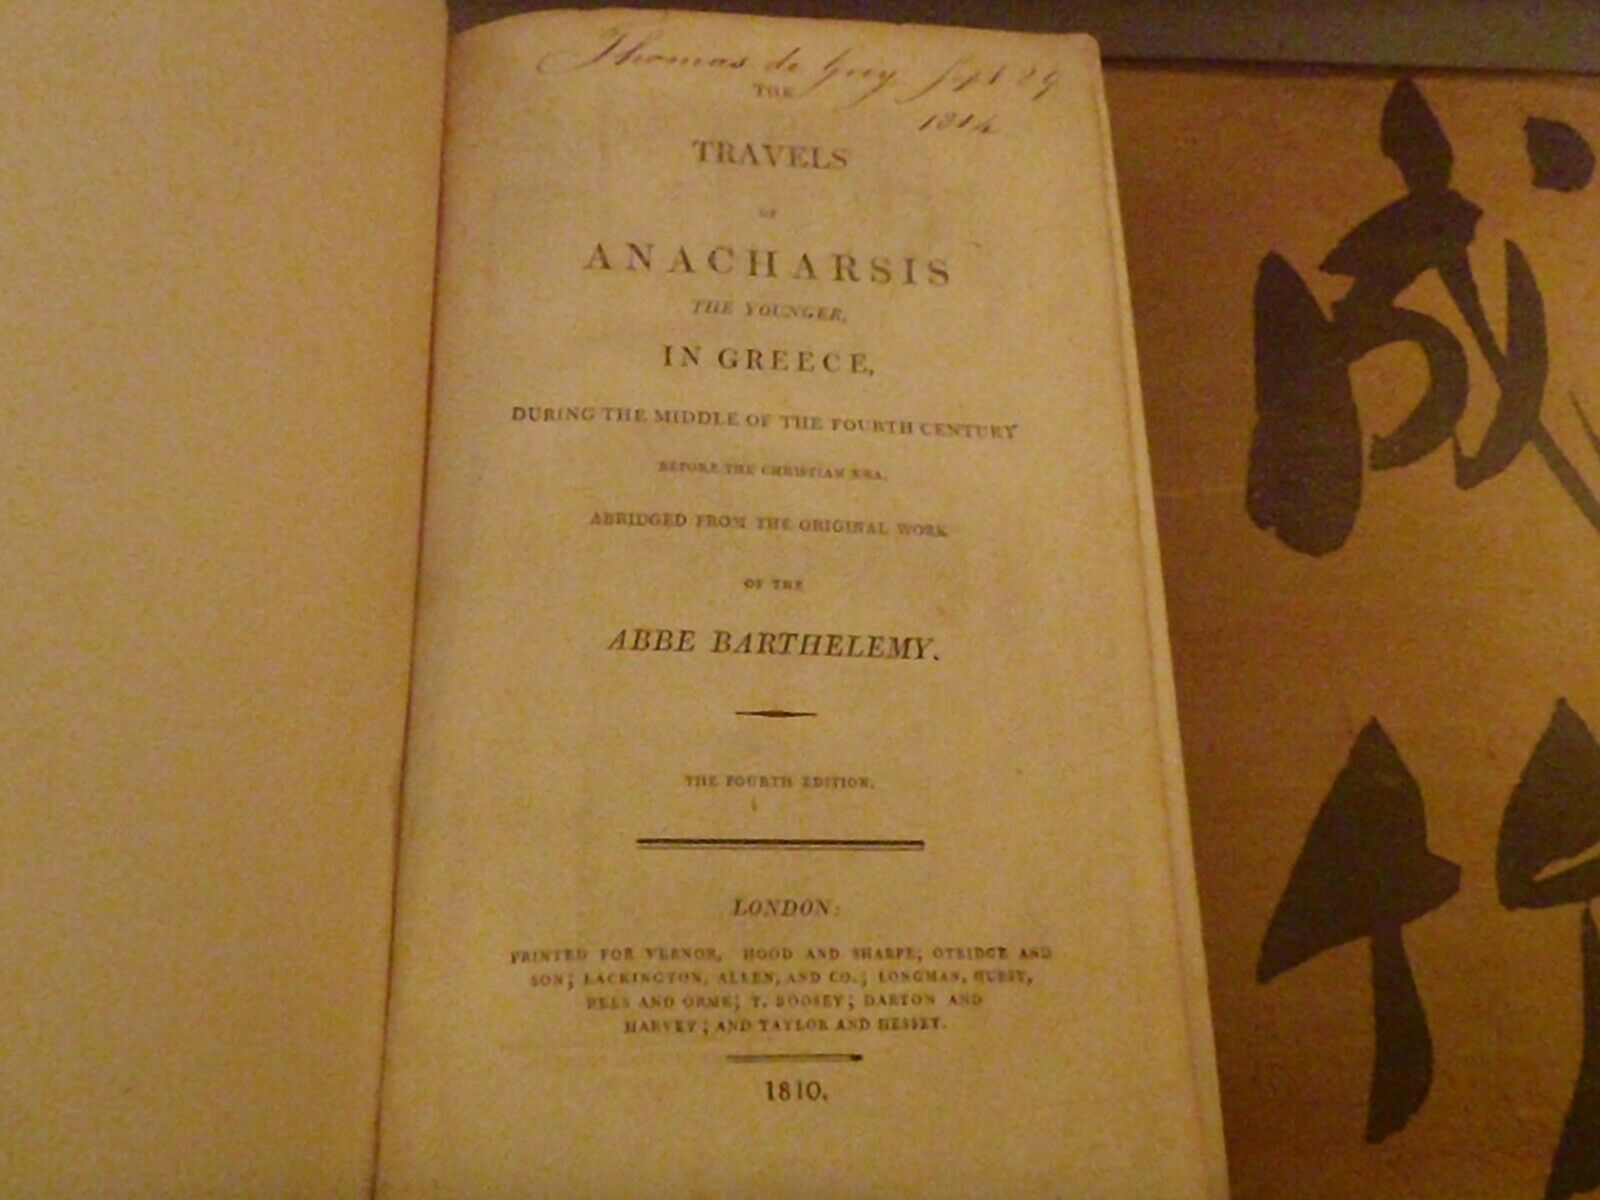 Thomas de Grey Sept 29
1814
THE
TRAVELS
OF
ANACHARSIS
THE YOUNGER,
IN GREECE,
DURING THE MIDDLE OF THE FOURTH CENTURY
BEFORE THE CHRISTIAN ERA.
ABRIDGED FROM THE ORIGINAL WORK
OF THE
ABBE BARTHELEMY.
THE FOURTH EDITION.
LONDON:
PRINTED FOR VERNOR, HOOD AND SHARPE; OTRIDGE AND
SON; LACKINGTON, ALLEN, AND CO.; LONGMAN, HURST,
REES AND ORME; T. BOOSEY; DARTON AND
HARVEY; AND TAYLOR AND HESSEY.
1810.
成
竹